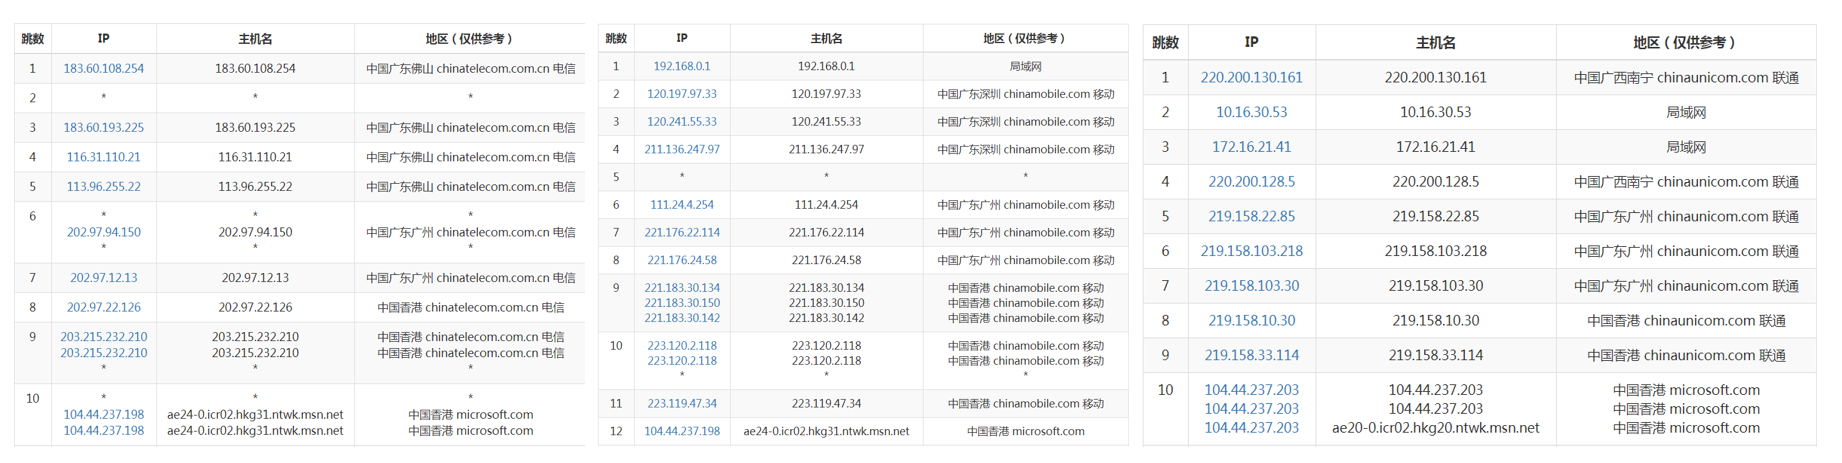 跳数 IP 主机名 地区（仅供参考）
1 183.60.108.254 183.60.108.254 中国广东佛山 chinatelecom.com.cn 电信
2 * * *
3 183.60.193.225 183.60.193.225 中国广东佛山 chinatelecom.com.cn 电信
4 116.31.110.21 116.31.110.21 中国广东佛山 chinatelecom.com.cn 电信
5 113.96.255.22 113.96.255.22 中国广东佛山 chinatelecom.com.cn 电信
6 * * *
202.97.94.150 202.97.94.150 中国广东广州 chinatelecom.com.cn 电信
* * *
7 202.97.12.13 202.97.12.13 中国广东广州 chinatelecom.com.cn 电信
8 202.97.22.126 202.97.22.126 中国香港 chinatelecom.com.cn 电信
9 203.215.232.210 203.215.232.210 中国香港 chinatelecom.com.cn 电信
203.215.232.210 203.215.232.210 中国香港 chinatelecom.com.cn 电信
* * *
10 * * *
104.44.237.198 ae24-0.icr02.hkg31.ntwk.msn.net 中国香港 microsoft.com
104.44.237.198 ae24-0.icr02.hkg31.ntwk.msn.net 中国香港 microsoft.com
跳数 IP 主机名 地区（仅供参考）
1 192.168.0.1 192.168.0.1 局域网
2 120.197.97.33 120.197.97.33 中国广东深圳 chinamobile.com 移动
3 120.241.55.33 120.241.55.33 中国广东深圳 chinamobile.com 移动
4 211.136.247.97 211.136.247.97 中国广东深圳 chinamobile.com 移动
5 * * *
6 111.24.4.254 111.24.4.254 中国广东广州 chinamobile.com 移动
7 221.176.22.114 221.176.22.114 中国广东广州 chinamobile.com 移动
8 221.176.24.58 221.176.24.58 中国广东广州 chinamobile.com 移动
9 221.183.30.134 221.183.30.134 中国香港 chinamobile.com 移动
221.183.30.150 221.183.30.150 中国香港 chinamobile.com 移动
221.183.30.142 221.183.30.142 中国香港 chinamobile.com 移动
10 223.120.2.118 223.120.2.118 中国香港 chinamobile.com 移动
223.120.2.118 223.120.2.118 中国香港 chinamobile.com 移动
* * *
11 223.119.47.34 223.119.47.34 中国香港 chinamobile.com 移动
12 104.44.237.198 ae24-0.icr02.hkg31.ntwk.msn.net 中国香港 microsoft.com
跳数 IP 主机名 地区（仅供参考）
1 220.200.130.161 220.200.130.161 中国广西南宁 chinaunicom.com 联通
2 10.16.30.53 10.16.30.53 局域网
3 172.16.21.41 172.16.21.41 局域网
4 220.200.128.5 220.200.128.5 中国广西南宁 chinaunicom.com 联通
5 219.158.22.85 219.158.22.85 中国广东广州 chinaunicom.com 联通
6 219.158.103.218 219.158.103.218 中国广东广州 chinaunicom.com 联通
7 219.158.103.30 219.158.103.30 中国广东广州 chinaunicom.com 联通
8 219.158.10.30 219.158.10.30 中国香港 chinaunicom.com 联通
9 219.158.33.114 219.158.33.114 中国香港 chinaunicom.com 联通
10 104.44.237.203 104.44.237.203 中国香港 microsoft.com
104.44.237.203 104.44.237.203 中国香港 microsoft.com
104.44.237.203 ae20-0.icr02.hkg20.ntwk.msn.net 中国香港 microsoft.com